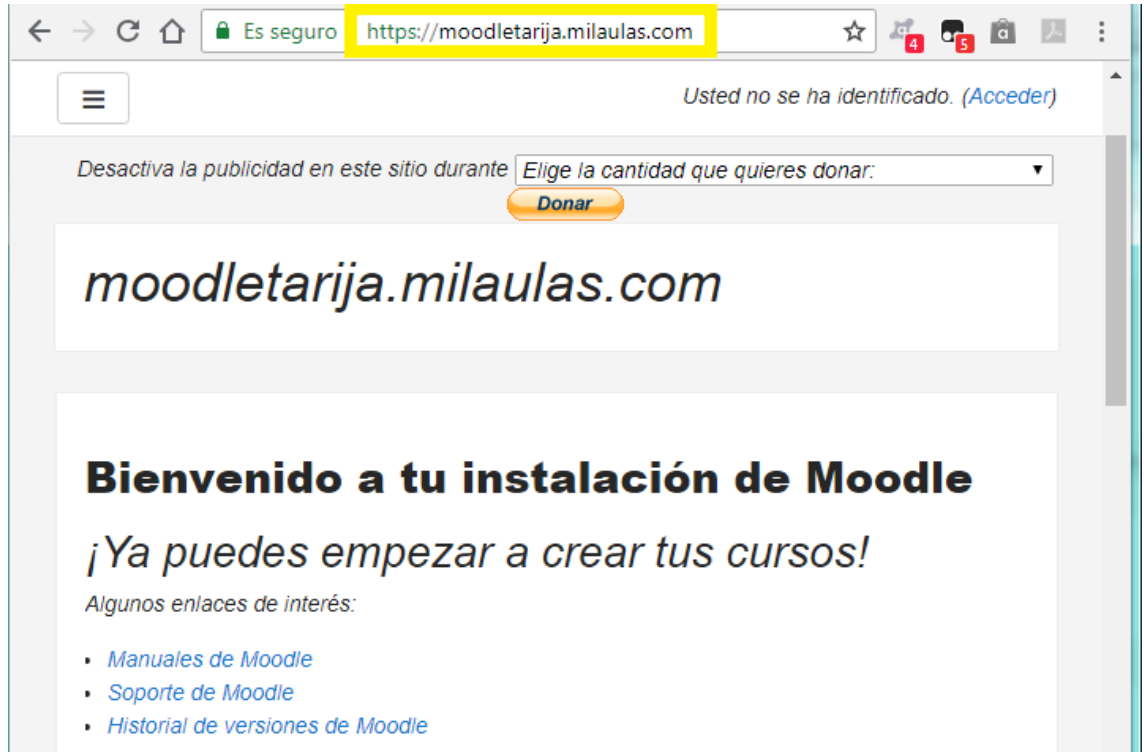 Es seguro https://moodletarija.milaulas.com 4 5 a
Usted no se ha identificado. (Acceder)
Desactiva la publicidad en este sitio durante Elige la cantidad que quieres donar:
Donar
moodletarija.milaulas.com
Bienvenido a tu instalación de Moodle
¡Ya puedes empezar a crear tus cursos!
Algunos enlaces de interés:
• Manuales de Moodle
• Soporte de Moodle
• Historial de versiones de Moodle